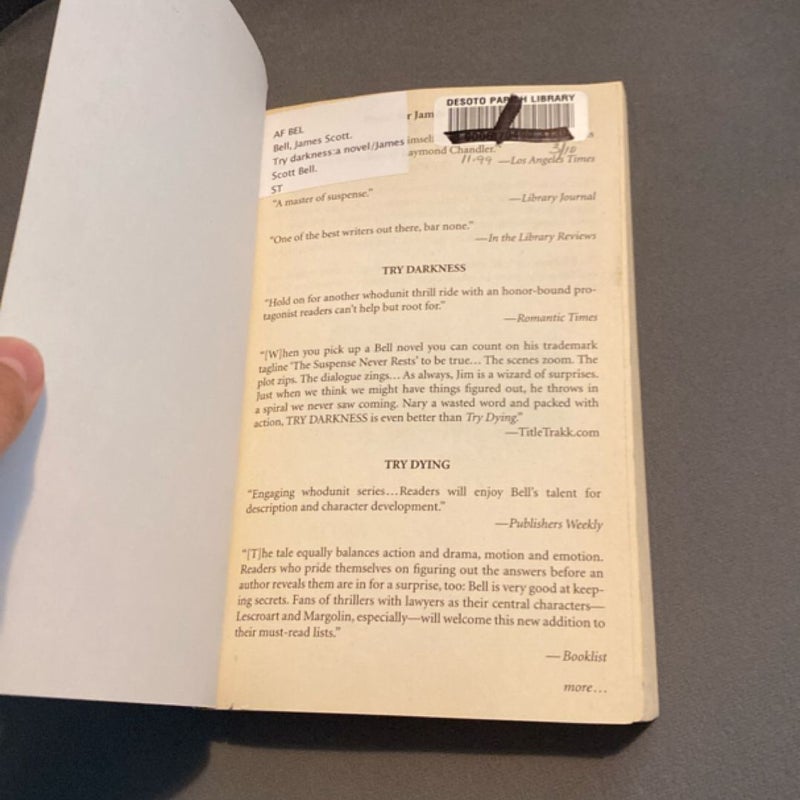 DESOTO PARISH LIBRARY
r Jam
AF BEL
Bell, James Scott.
Try darkness:a novel/James
Scott Bell.
ST
imself
aymond Chandler."
3/10
11.99 —Los Angeles Times
"A master of suspense."
—Library Journal
"One of the best writers out there, bar none."
—In the Library Reviews
TRY DARKNESS
"Hold on for another whodunit thrill ride with an honor-bound pro-
tagonist readers can't help but root for."
—Romantic Times
"[W]hen you pick up a Bell novel you can count on his trademark
tagline 'The Suspense Never Rests' to be true... The scenes zoom. The
plot zips. The dialogue zings... As always, Jim is a wizard of surprises.
Just when we think we might have things figured out, he throws in
a spiral we never saw coming. Nary a wasted word and packed with
action, TRY DARKNESS is even better than Try Dying."
—TitleTrakk.com
TRY DYING
"Engaging whodunit series...Readers will enjoy Bell's talent for
description and character development."
—Publishers Weekly
"[T]he tale equally balances action and drama, motion and emotion.
Readers who pride themselves on figuring out the answers before an
author reveals them are in for a surprise, too: Bell is very good at keep-
ing secrets. Fans of thrillers with lawyers as their central characters—
Lescroart and Margolin, especially—will welcome this new addition to
their must-read lists."
—Booklist
more...